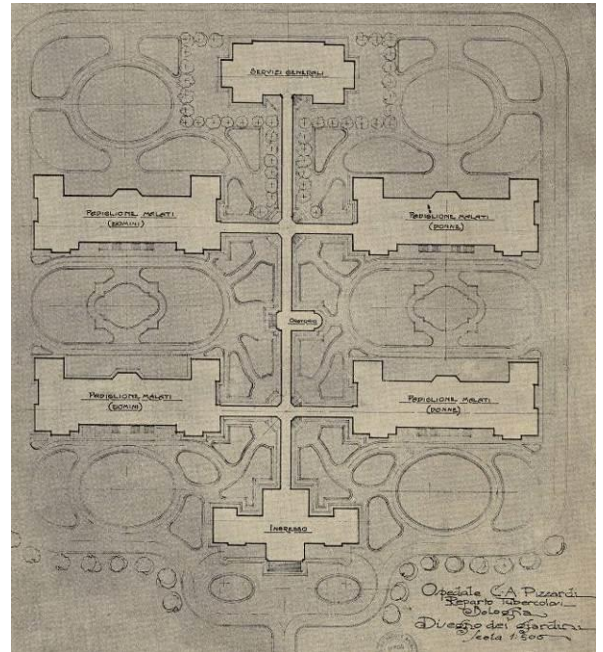 SERVIZI GENERALI
PADIGLIONE MALATI
(UOMINI)
PADIGLIONE MALATI
(DONNE)
ORATORIO
PADIGLIONE MALATI
(UOMINI)
PADIGLIONE MALATI
(DONNE)
INGRESSO
Ospedale C.A Pizzardi
Reparto Tubercolosi
Bologna
Disegno dei giardini
Scala 1:500